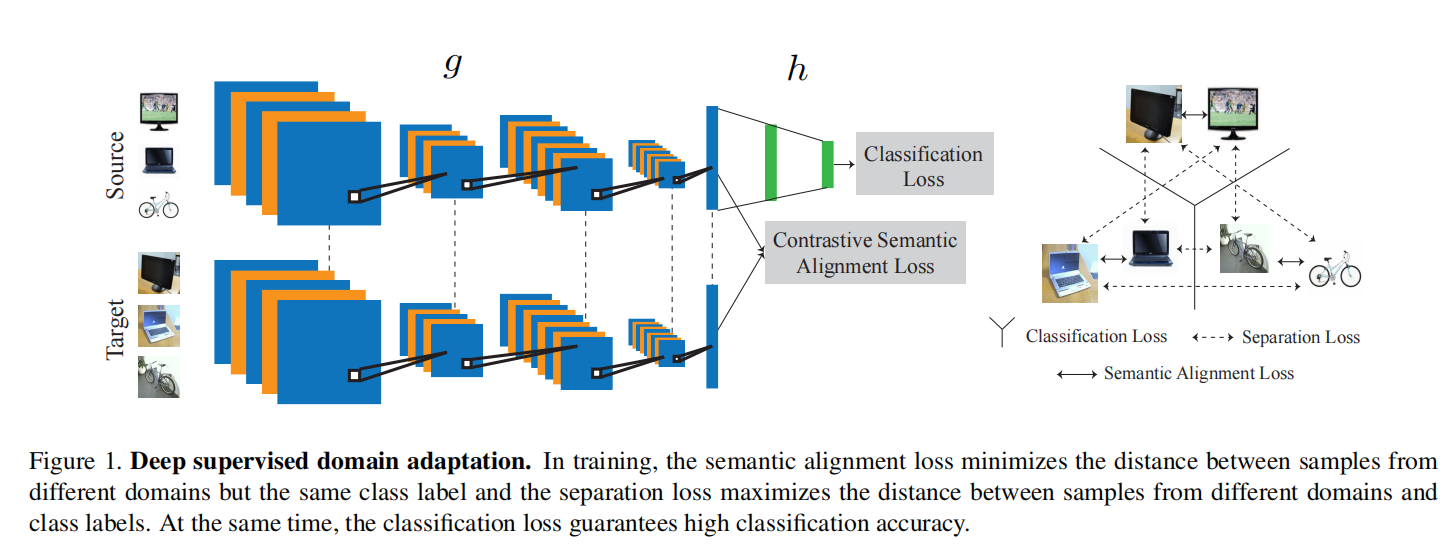 g
h
Source
Target
Classification
Loss
Contrastive Semantic
Alignment Loss
Classification Loss
Separation Loss
Semantic Alignment Loss
Figure 1. Deep supervised domain adaptation. In training, the semantic alignment loss minimizes the distance between samples from
different domains but the same class label and the separation loss maximizes the distance between samples from different domains and
class labels. At the same time, the classification loss guarantees high classification accuracy.